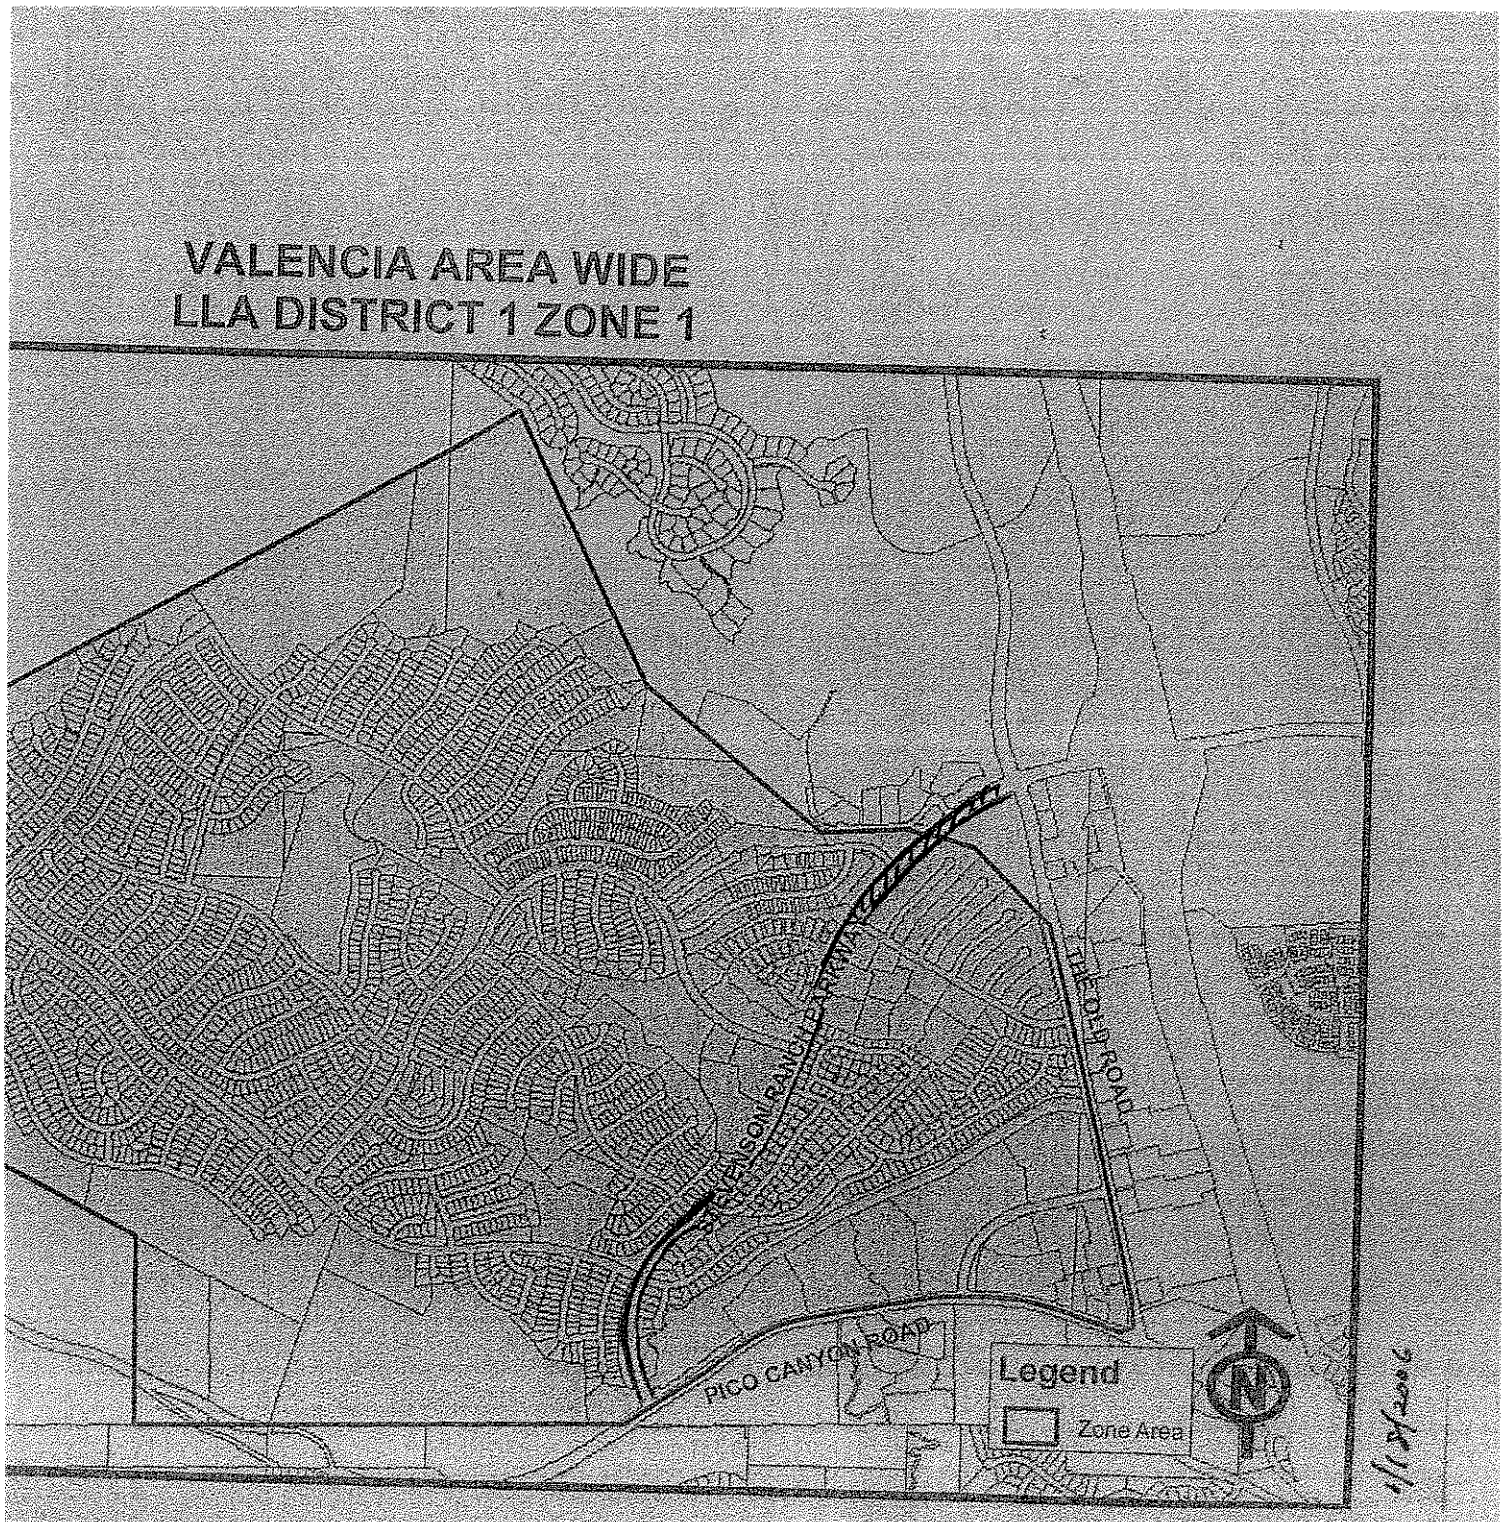 VALENCIA AREA WIDE
LLA DISTRICT 1 ZONE 1
STEVENSON RANCH PARKWAY
THE OLD ROAD
PICO CANYON ROAD
Legend
Zone Area
N